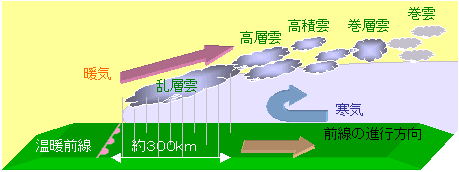 巻雲
高積雲
巻層雲
高層雲
暖気
乱層雲
寒気
前線の進行方向
温暖前線
約300km